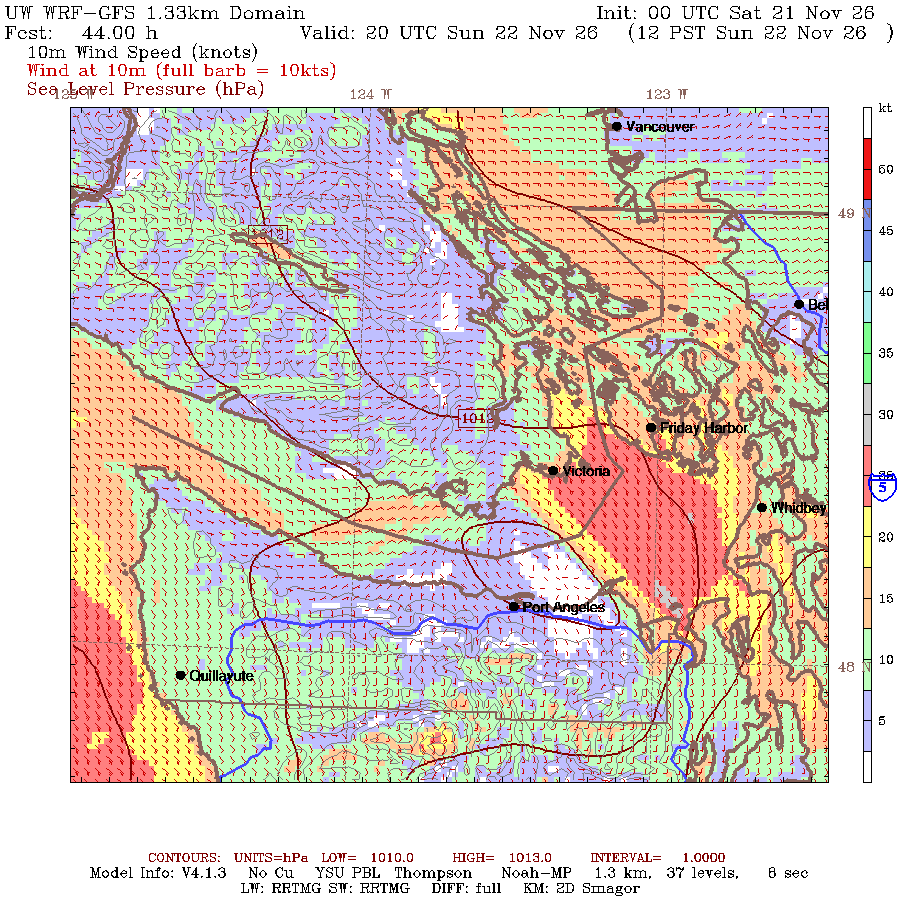 UW WRF-GFS 1.33km Domain Init: 00 UTC Sat 21 Nov 26
Fcst: 44.00 h Valid: 20 UTC Sun 22 Nov 26 (12 PST Sun 22 Nov 26 )
10m Wind Speed (knots)
Wind at 10m (full barb = 10kts)
Sea Level Pressure (hPa)
125 W 124 W 123 W
kt
Vancouver
60
49 N
45
40
Bel
35
30
Friday Harbor
Victoria
25
5
Whidbey
20
15
Port Angeles
10
48 N
Quillayute
5
CONTOURS: UNITS=hPa LOW= 1010.0 HIGH= 1013.0 INTERVAL= 1.0000
Model Info: V4.1.3 No Cu YSU PBL Thompson Noah-MP 1.3 km, 37 levels, 8 sec
LW: RRTMG SW: RRTMG DIFF: full KM: 2D Smagor